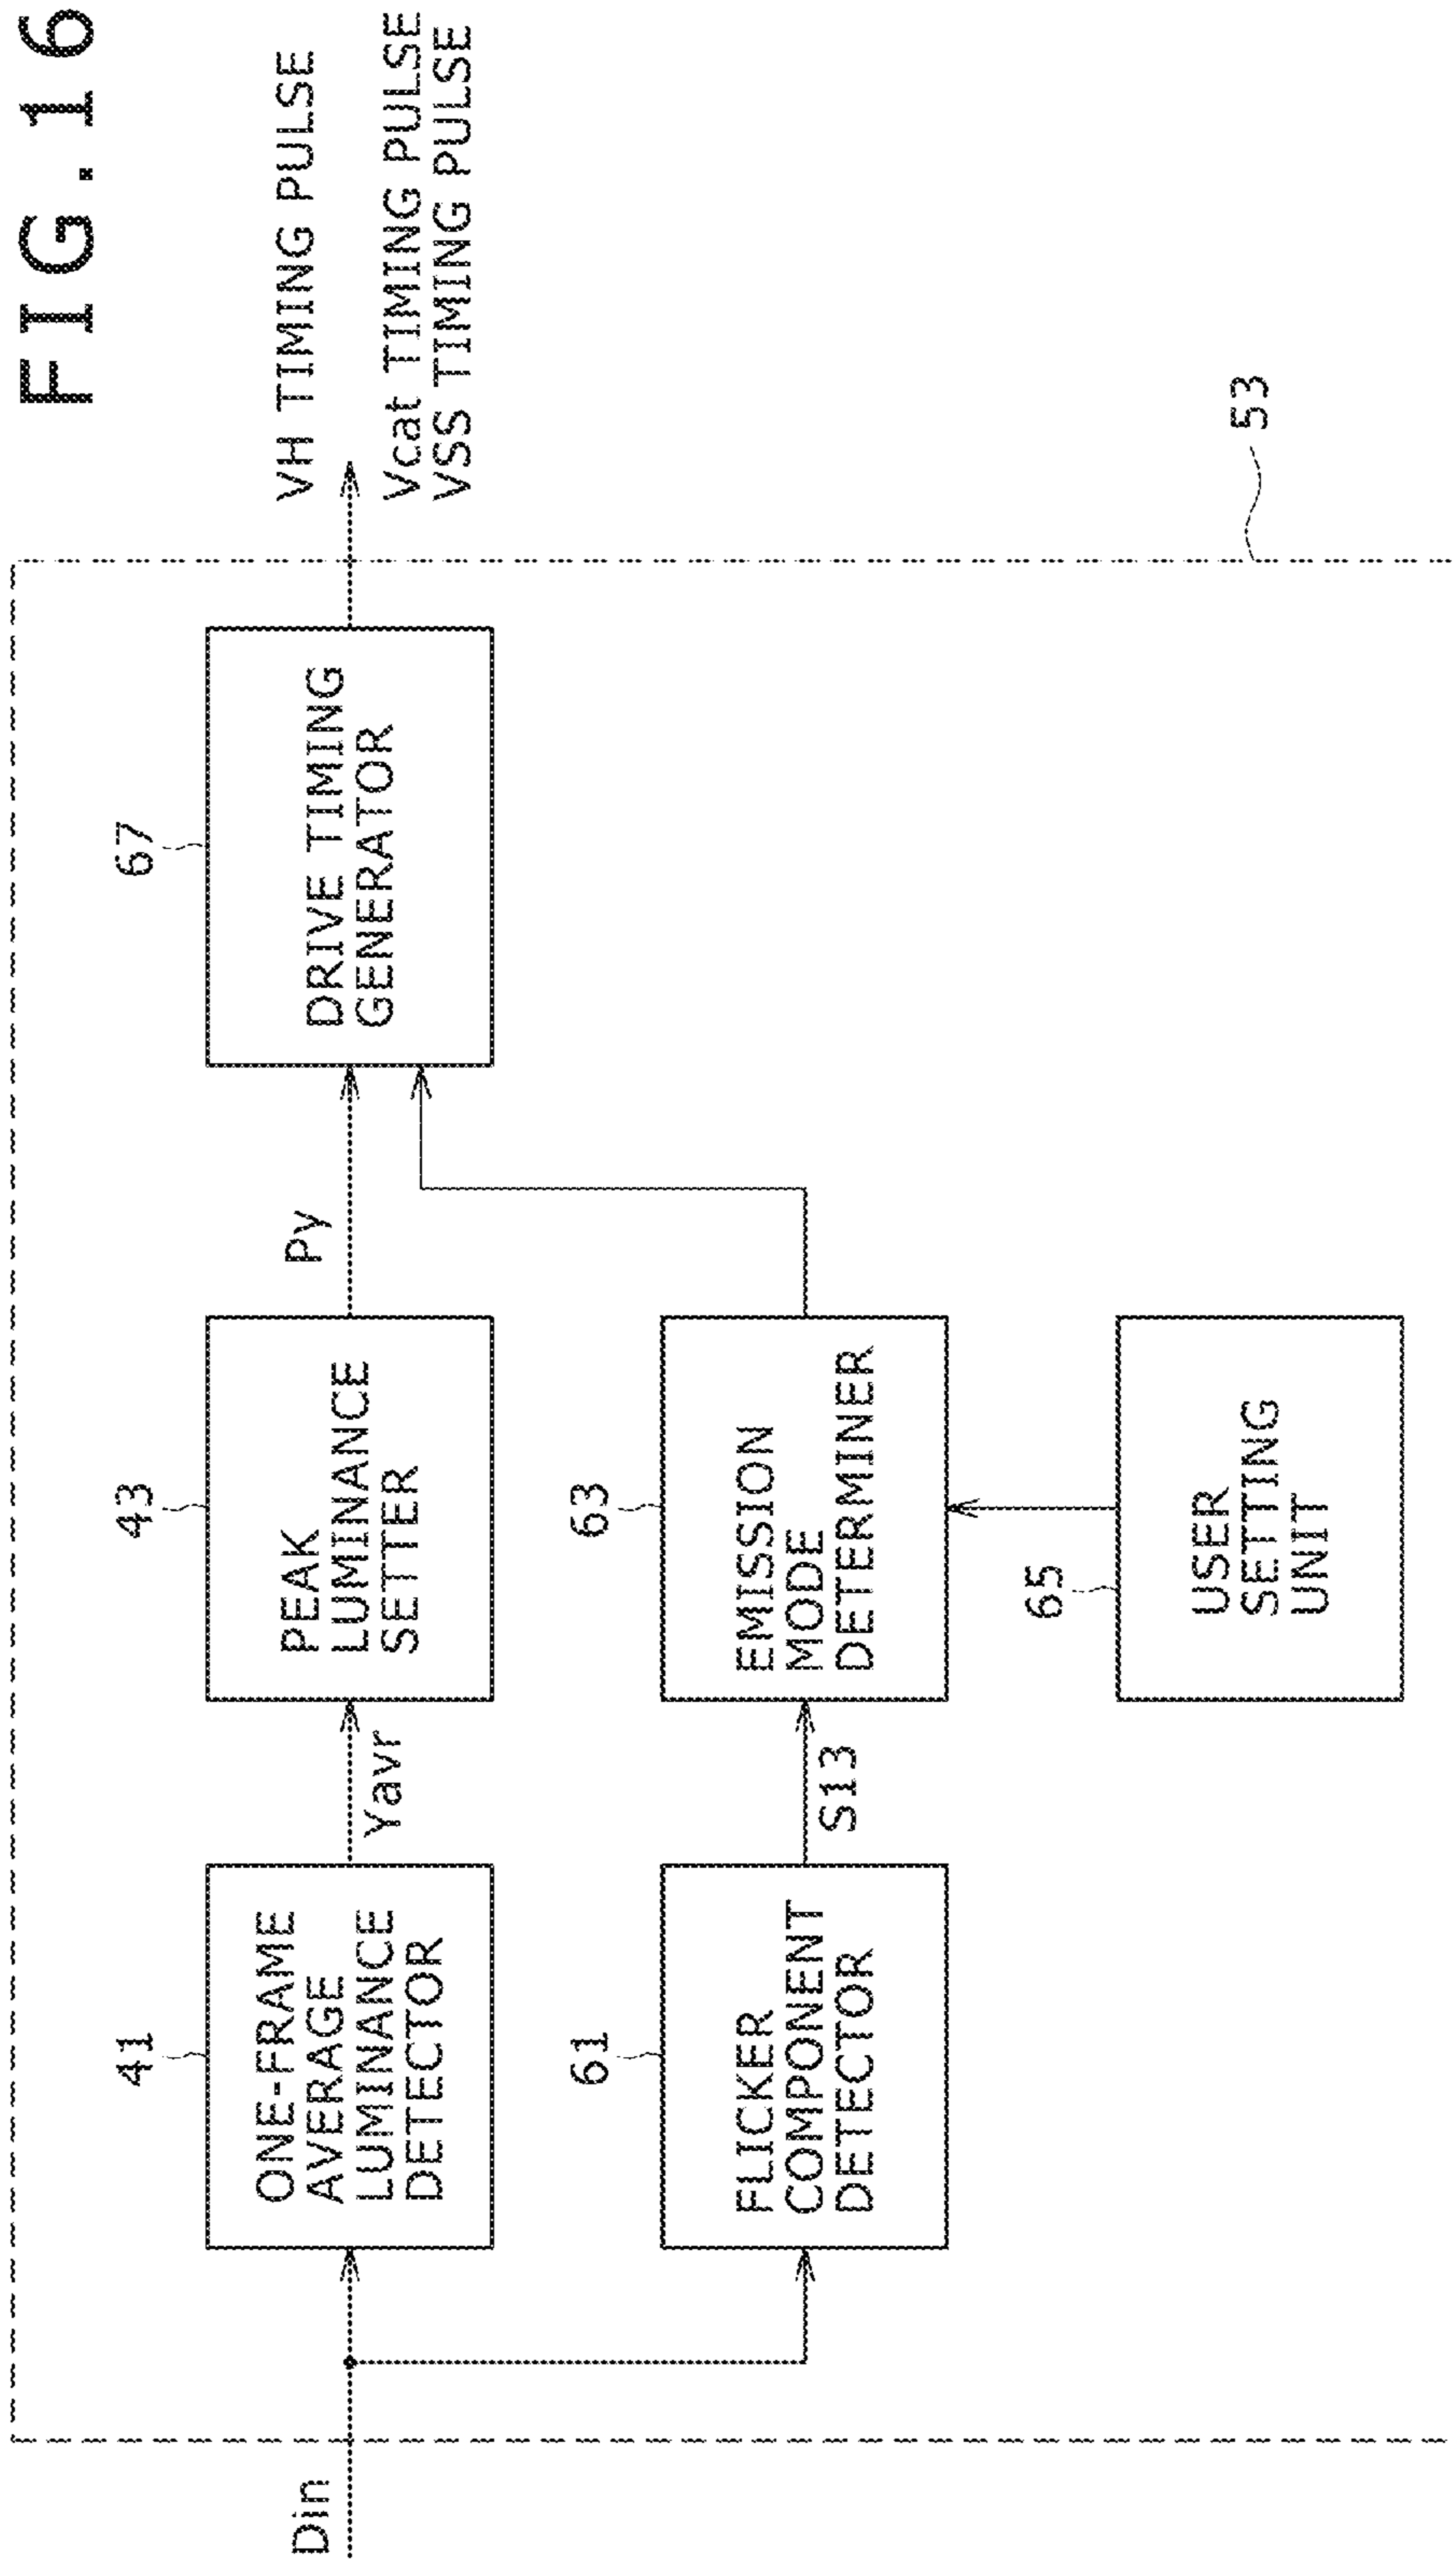 FIG.16
Din
41
ONE-FRAME
AVERAGE
LUMINANCE
DETECTOR
Yavr
43
PEAK
LUMINANCE
SETTER
Py
67
DRIVE TIMING
GENERATOR
VH TIMING PULSE
Vcat TIMING PULSE
VSS TIMING PULSE
61
FLICKER
COMPONENT
DETECTOR
S13
63
EMISSION
MODE
DETERMINER
65
USER
SETTING
UNIT
53